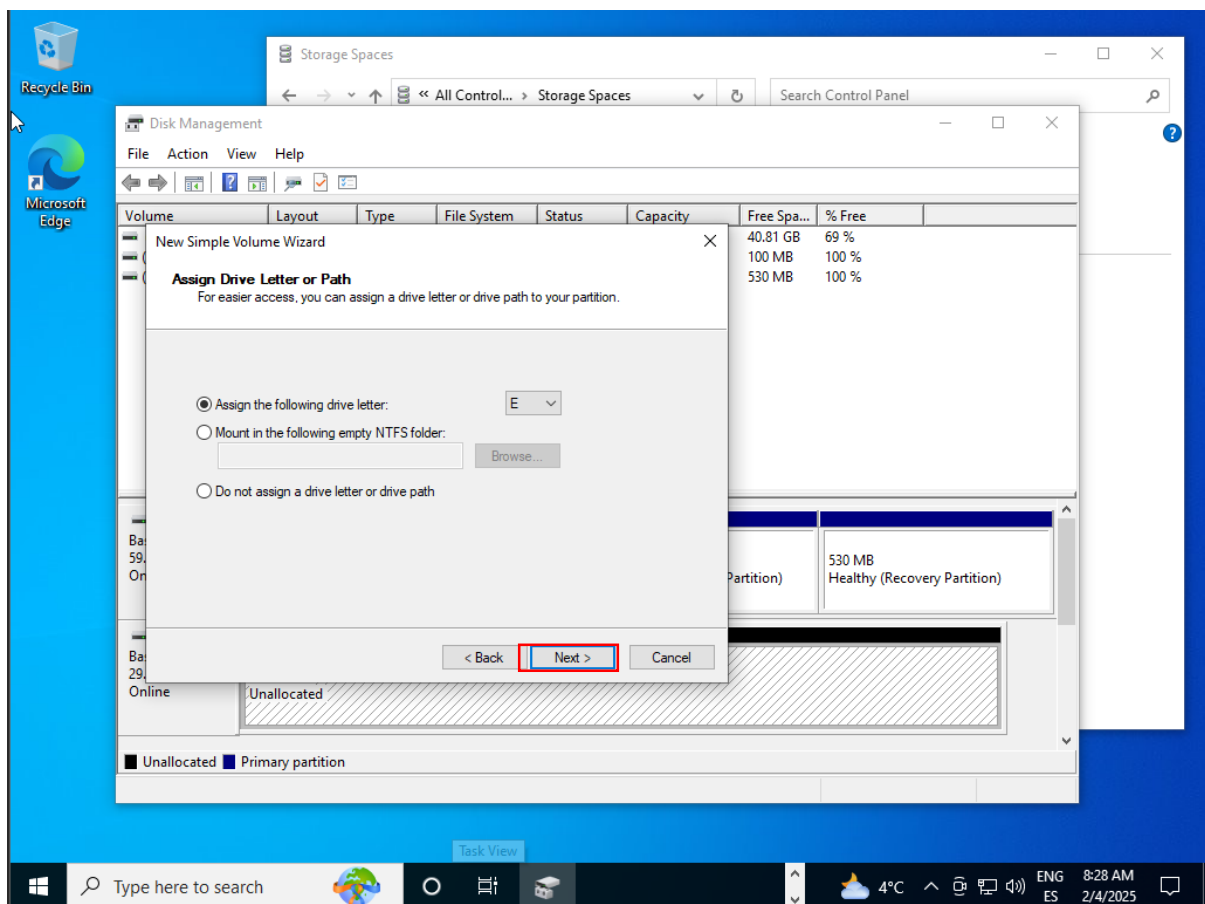 Recycle Bin
Microsoft
Edge
Storage Spaces
« All Control... › Storage Spaces
Search Control Panel
?
Disk Management
File Action View Help
?
Volume Layout Type File System Status Capacity Free Spa... % Free
40.81 GB 69 %
( 100 MB 100 %
( 530 MB 100 %
New Simple Volume Wizard
Assign Drive Letter or Path
For easier access, you can assign a drive letter or drive path to your partition.
Assign the following drive letter: E
Mount in the following empty NTFS folder:
Browse...
Do not assign a drive letter or drive path
< Back Next > Cancel
Ba
59.
On
Partition)
530 MB
Healthy (Recovery Partition)
Ba
29.
Online
Unallocated
Unallocated Primary partition
Task View
Type here to search
4°C
ENG
ES
8:28 AM
2/4/2025